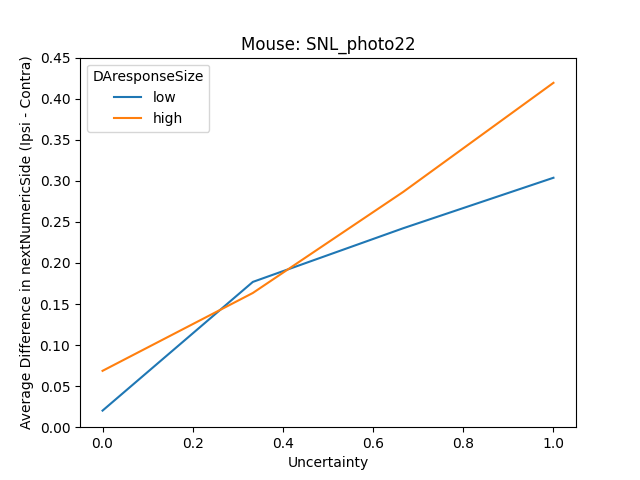 Mouse: SNL_photo22
DAresponseSize
low
high
Average Difference in nextNumericSide (Ipsi - Contra)
0.45
0.40
0.35
0.30
0.25
0.20
0.15
0.10
0.05
0.00
0.0 0.2 0.4 0.6 0.8 1.0
Uncertainty